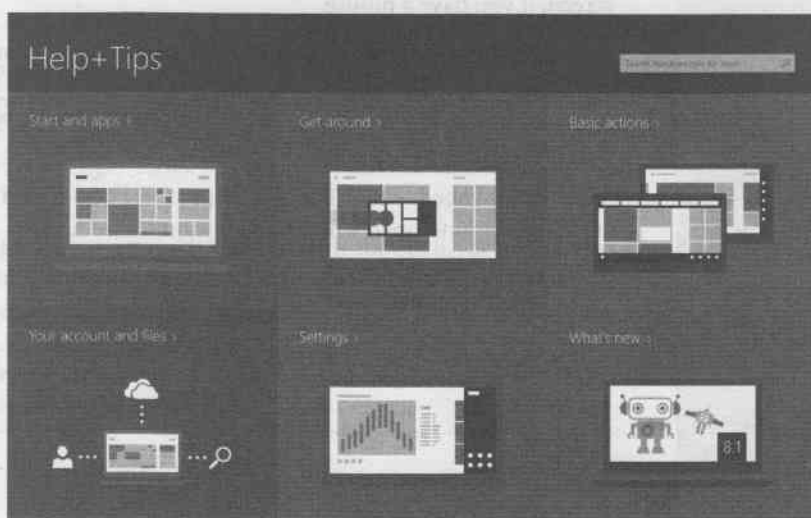 Help+Tips
Start and apps >
Get around >
Basic actions >
Your account and files >
Settings >
What's new >
8.1